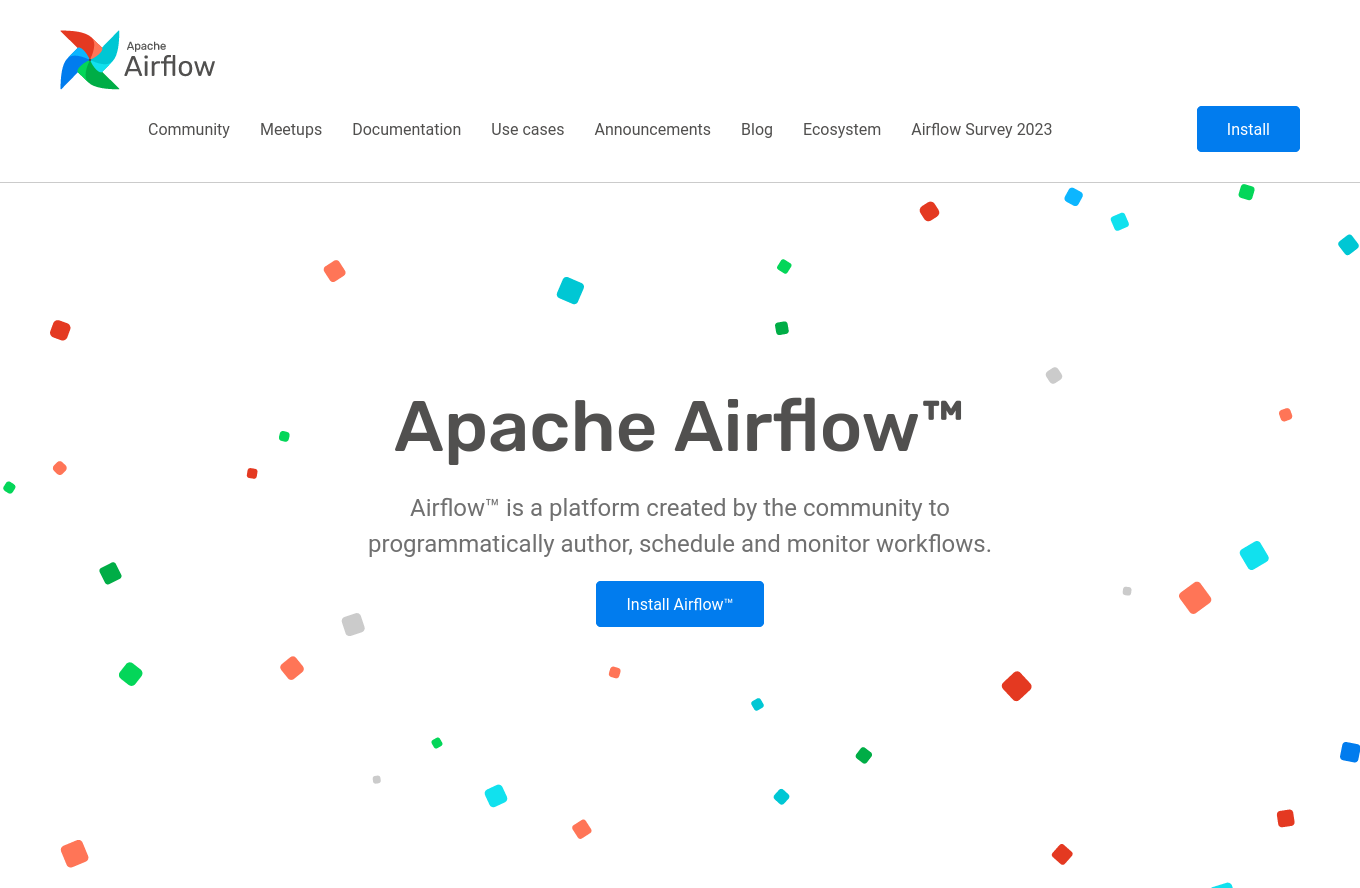 Apache
Airflow
Community Meetups Documentation Use cases Announcements Blog Ecosystem Airflow Survey 2023 Install
Apache Airflow™
Airflow™ is a platform created by the community to
programmatically author, schedule and monitor workflows.
Install Airflow™